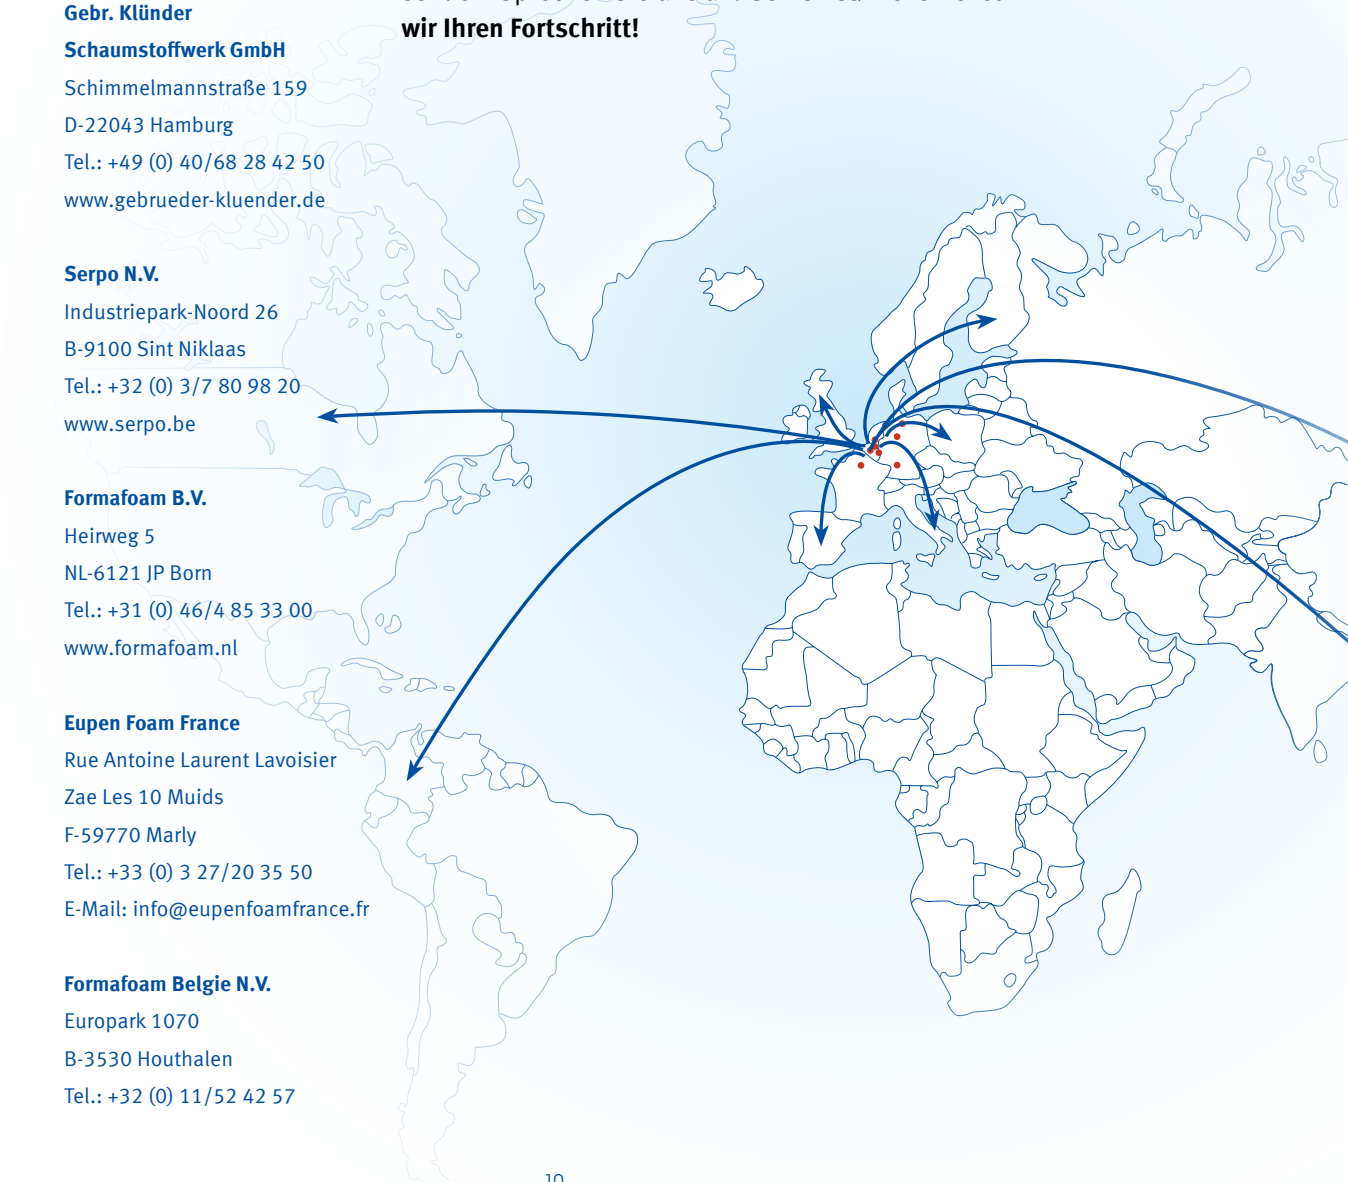 Gebr. Klünder
Schaumstoffwerk GmbH
Schimmelmannstraße 159
D-22043 Hamburg
Tel.: +49 (0) 40/68 28 42 50
www.gebrueder-kluender.de
Serpo N.V.
Industriepark-Noord 26
B-9100 Sint Niklaas
Tel.: +32 (0) 3/7 80 98 20
www.serpo.be
Formafoam B.V.
Heirweg 5
NL-6121 JP Born
Tel.: +31 (0) 46/4 85 33 00
www.formafoam.nl
Eupen Foam France
Rue Antoine Laurent Lavoisier
Zae Les 10 Muids
F-59770 Marly
Tel.: +33 (0) 3 27/20 35 50
E-Mail: info@eupenfoamfrance.fr
Formafoam Belgie N.V.
Europark 1070
B-3530 Houthalen
Tel.: +32 (0) 11/52 42 57
wir Ihren Fortschritt!
10